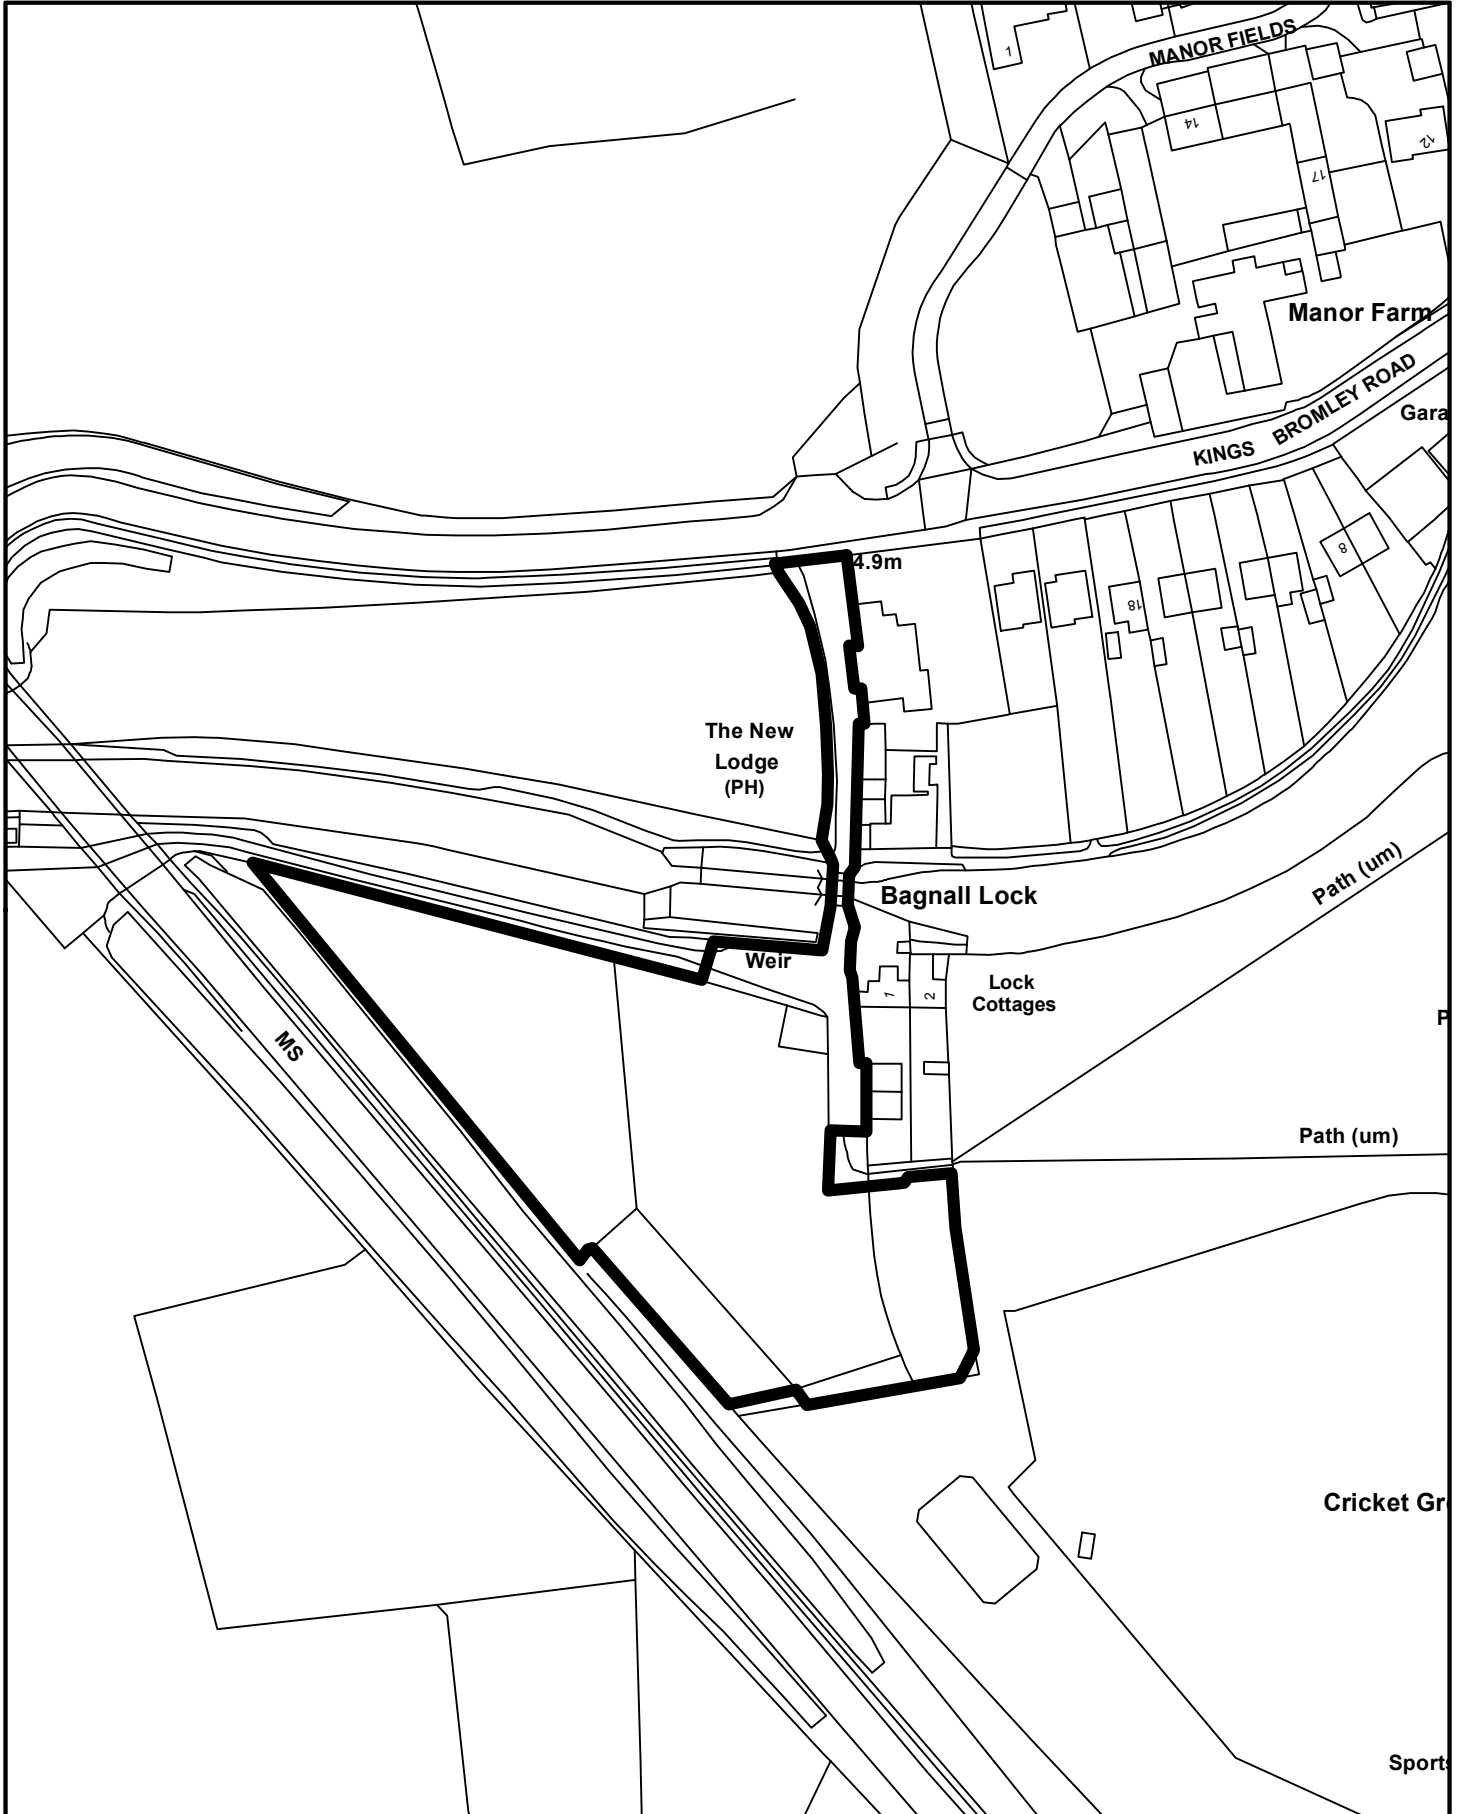 MANOR FIELDS
1
14
12
17
Manor Farm
KINGS BROMLEY ROAD
Gara
4.9m
8
18
The New
Lodge
(PH)
Bagnall Lock
Path (um)
Weir
Lock
Cottages
1
2
P
MS
Path (um)
Cricket Gr
Sports